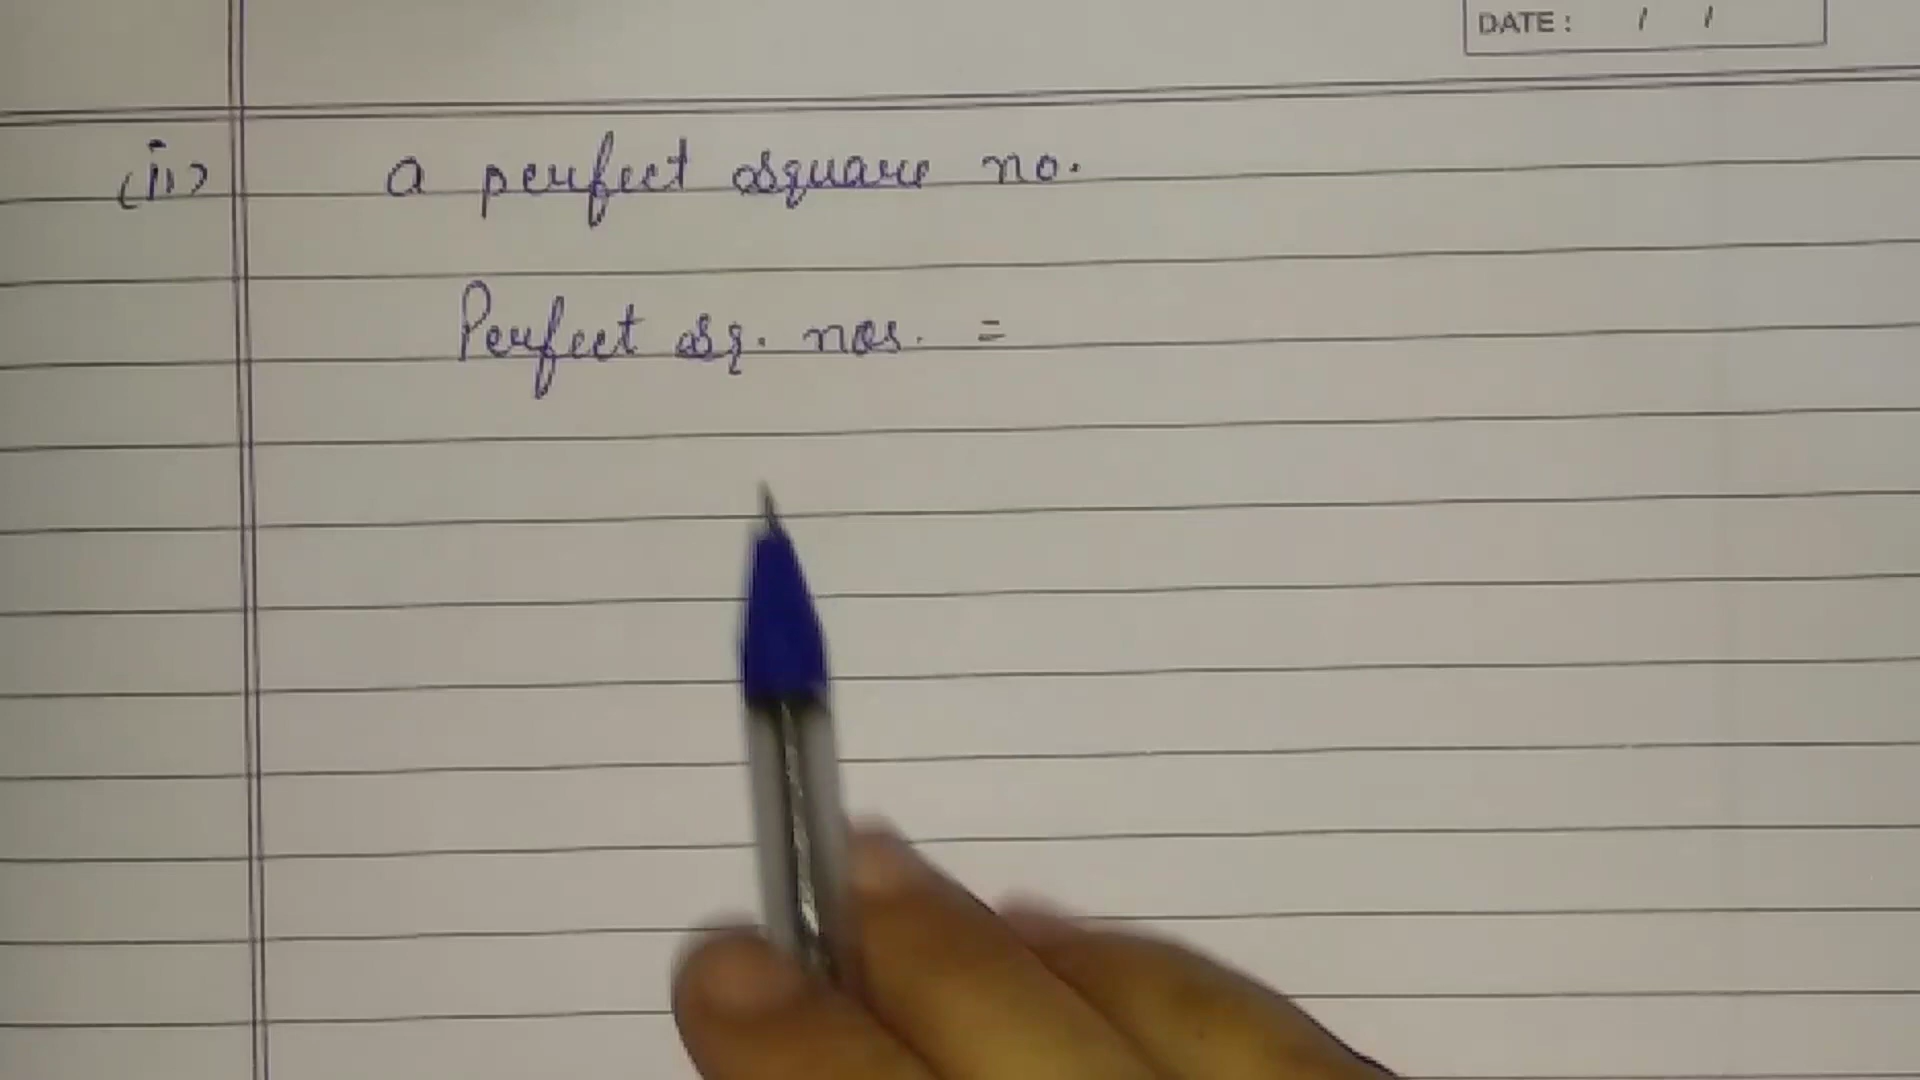 DATE : / /
(ii) a perfect square no.
Perfect sq. nos. =